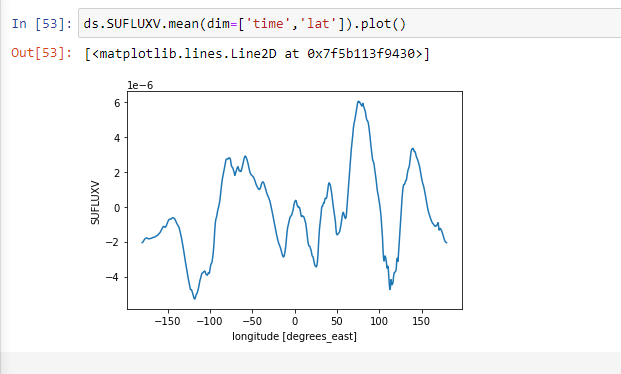 In [53]: ds.SUFLUXV.mean(dim=['time','lat']).plot()
Out[53]: [<matplotlib.lines.Line2D at 0x7f5b113f9430>]
1e−6
6
4
2
0
−2
−4
SUFLUXV
−150 −100 −50 0 50 100 150
longitude [degrees_east]